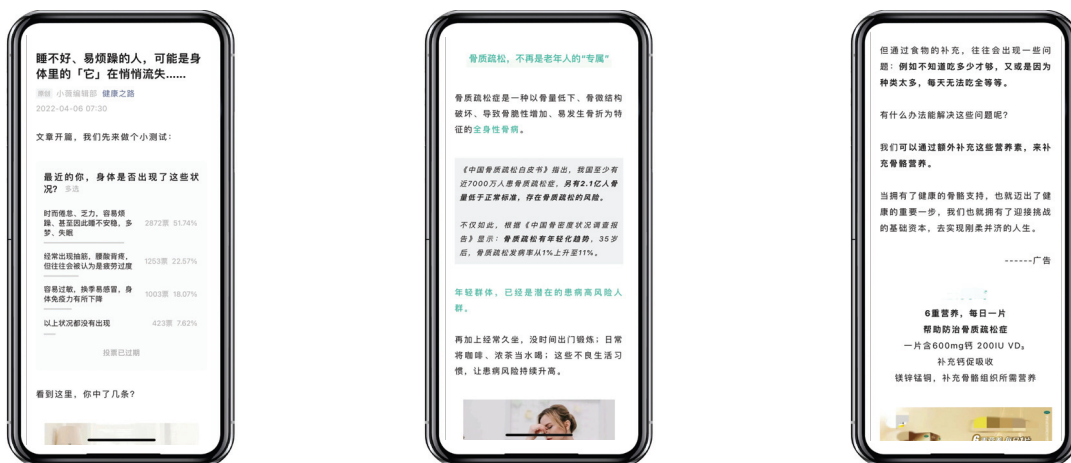 睡不好、易烦躁的人，可能是身
体里的「它」在悄悄流失……
原创 小薇编辑部 健康之路
2022-04-06 07:30
文章开篇，我们先来做个小测试：
最近的你，身体是否出现了这些状
况？ 多选
时而倦怠、乏力，容易烦
躁、甚至因此睡不安稳，多
梦、失眠
2872票 51.74%
经常出现抽筋，腰酸背疼，
但往往会被认为是疲劳过度
1253票 22.57%
容易过敏，换季易感冒，身
体免疫力有所下降
1003票 18.07%
以上状况都没有出现
423票 7.62%
投票已过期
看到这里，你中了几条？
骨质疏松，不再是老年人的“专属”
骨质疏松症是一种以骨量低下、骨微结构
破坏、导致骨脆性增加、易发生骨折为特
征的全身性骨病。
《中国骨质疏松白皮书》指出，我国至少有
近7000万人患骨质疏松症，另有2.1亿人骨
量低于正常标准，存在骨质疏松的风险。
不仅如此，根据《中国骨密度状况调查报
告》显示：骨质疏松有年轻化趋势，35岁
后，骨质疏松发病率从1%上升至11%。
年轻群体，已经是潜在的患病高风险人
群。
再加上经常久坐，没时间出门锻炼；日常
将咖啡、浓茶当水喝；这些不良生活习
惯，让患病风险持续升高。
但通过食物的补充，往往会出现一些问
题：例如不知道吃多少才够，又或是因为
种类太多，每天无法吃全等等。
有什么办法能解决这些问题呢？
我们可以通过额外补充这些营养素，来补
充骨骼营养。
当拥有了健康的骨骼支持，也就迈出了健
康的重要一步，我们也就拥有了迎接挑战
的基础资本，去实现刚柔并济的人生。
------广告
6重营养，每日一片
帮助防治骨质疏松症
一片含600mg钙 200IU VD₃
补充钙促吸收
镁锌锰铜，补充骨骼组织所需营养